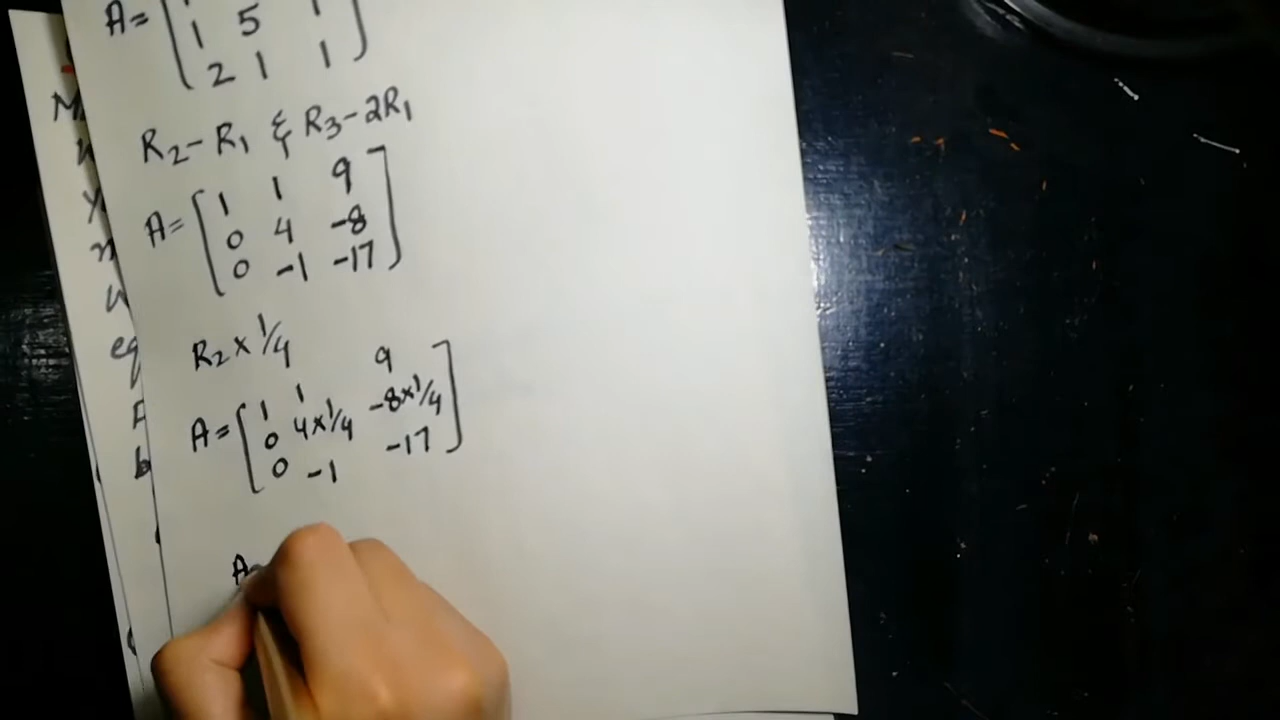 A= [
1 5 1
2 1 1 ]
R2-R1 & R3-2R1
A= [ 1 1 9
0 4 -8
0 -1 -17 ]
R2 x 1/4
A= [ 1 1 9
0 4x1/4 -8x1/4
0 -1 -17 ]
A=